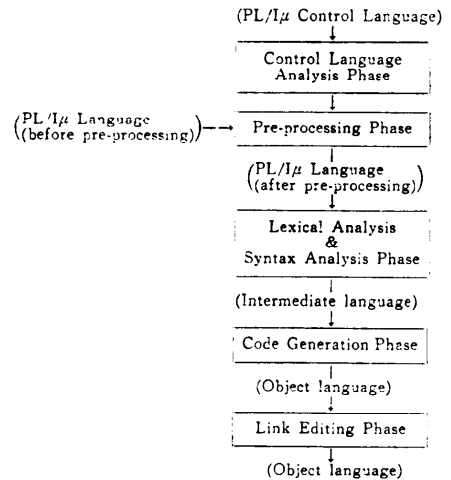 (PL/Iμ Control Language)
Control Language
Analysis Phase
(PL/Iμ Language
(before pre-processing))
Pre-processing Phase
(PL/Iμ Language
(after pre-processing))
Lexical Analysis
&
Syntax Analysis Phase
(Intermediate language)
Code Generation Phase
(Object language)
Link Editing Phase
(Object language)